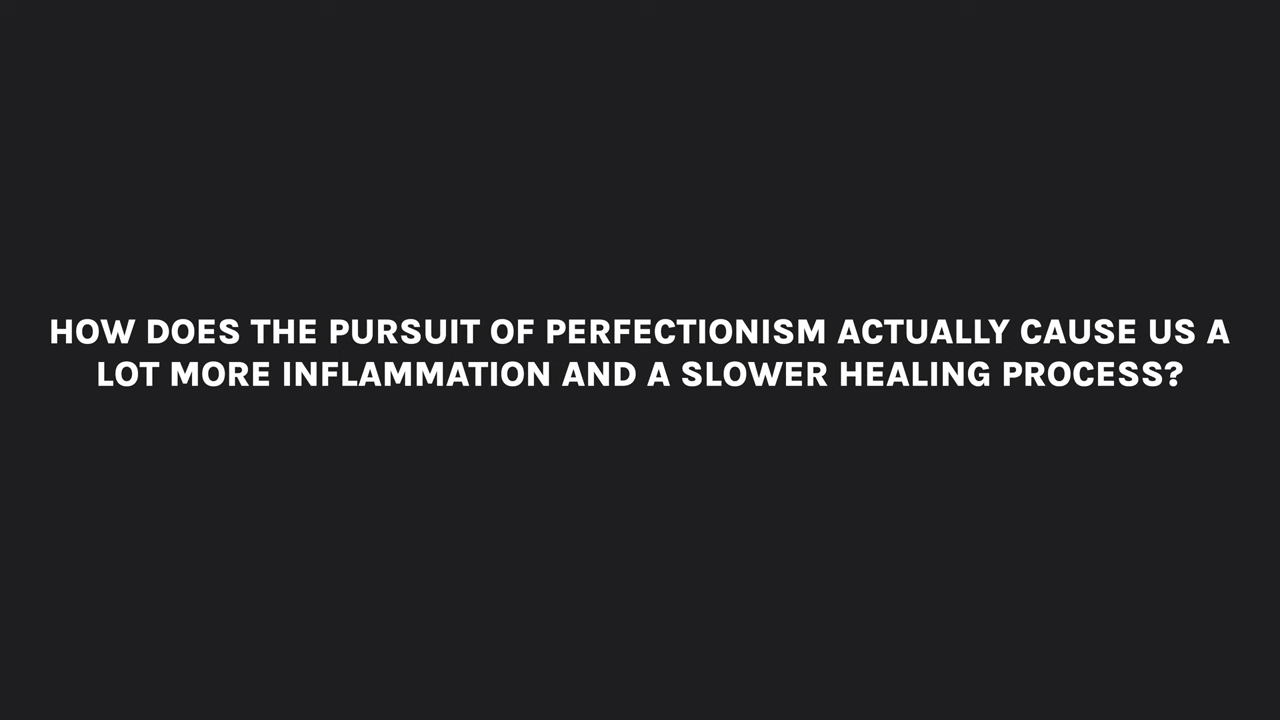 HOW DOES THE PURSUIT OF PERFECTIONISM ACTUALLY CAUSE US A
LOT MORE INFLAMMATION AND A SLOWER HEALING PROCESS?